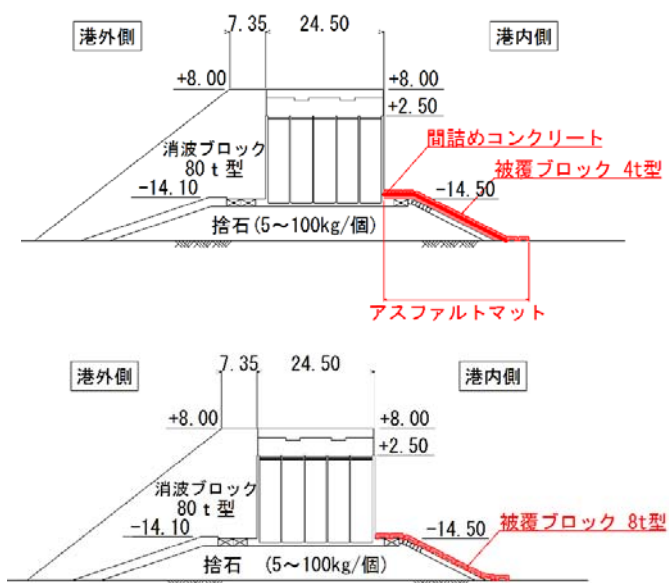 7.35 24.50
港外側
港内側
+8.00
+8.00
+2.50
間詰めコンクリート
消波ブロック
80ｔ型
被覆ブロック 4t型
-14.10
-14.50
捨石(5～100kg/個)
アスファルトマット
7.35 24.50
港外側
港内側
+8.00
+8.00
+2.50
消波ブロック
80ｔ型
被覆ブロック 8t型
-14.10
-14.50
捨石 (5～100kg/個)